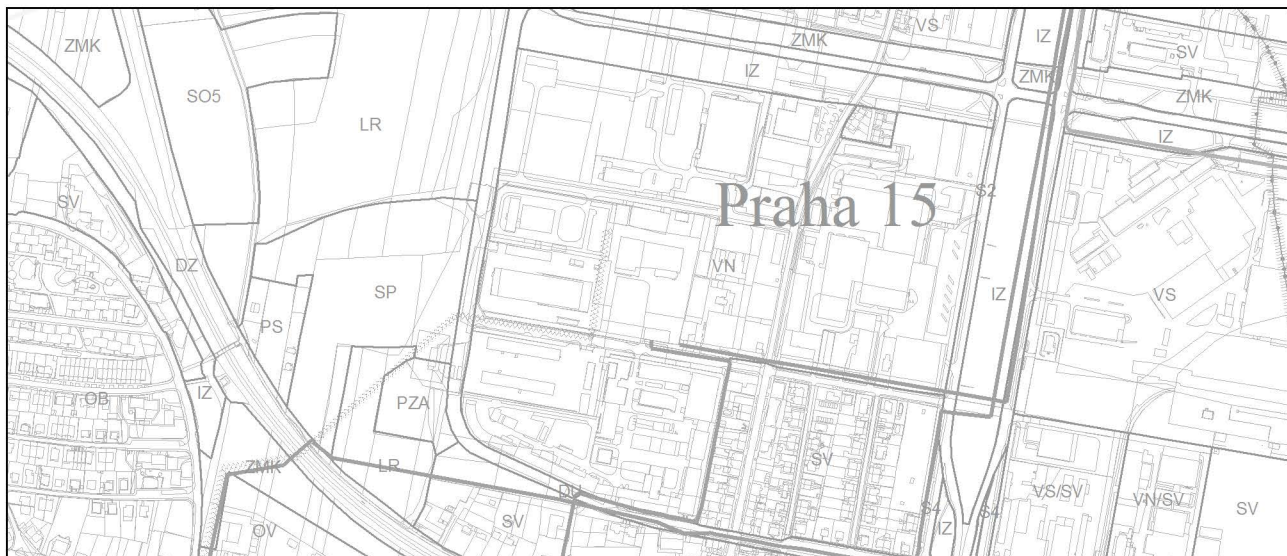 VS
ZMK
ZMK
IZ
SV
IZ
ZMK
SO5
ZMK
LR
IZ
Praha 15
S2
SV
DZ
VN
SP
IZ
VS
PS
IZ
OB
PZA
ZMK
LR
SV
VS/SV
VN/SV
SV
SV
S4
IZ
S4
OV